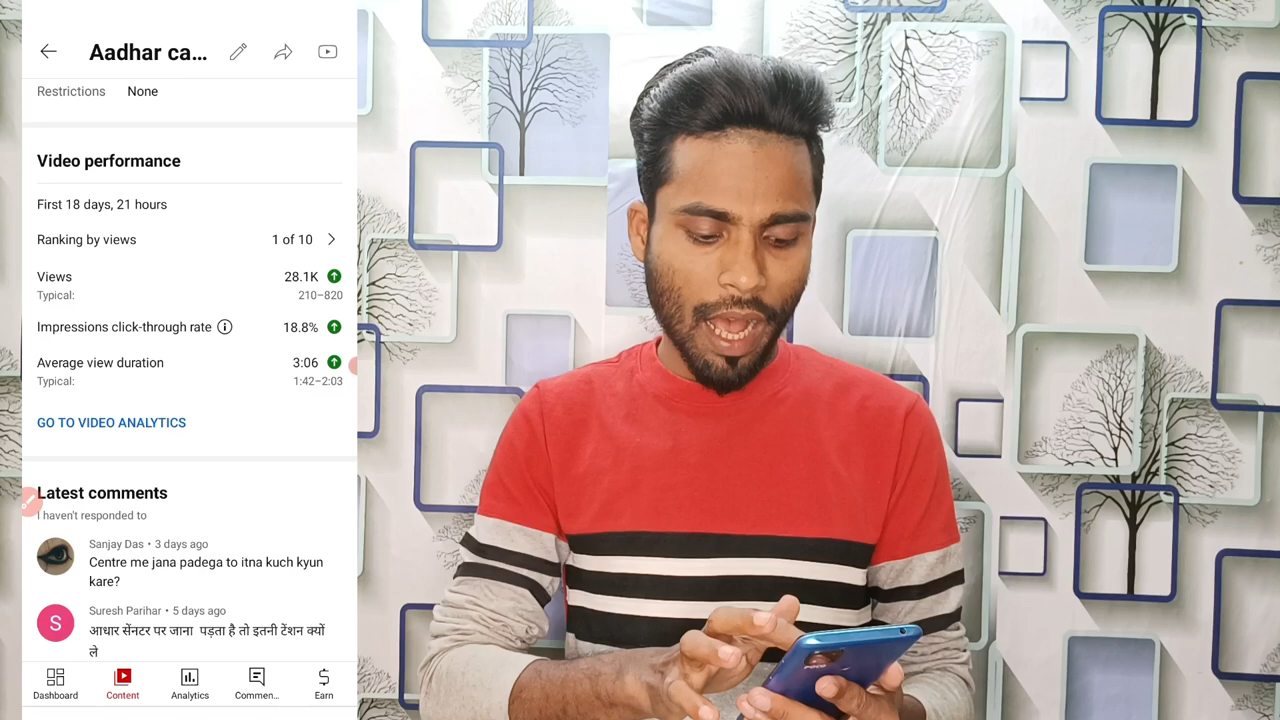 Aadhar ca...
Restrictions None
Video performance
First 18 days, 21 hours
Ranking by views 1 of 10
Views 28.1K
Typical: 210–820
Impressions click-through rate 18.8%
Average view duration 3:06
Typical: 1:42–2:03
GO TO VIDEO ANALYTICS
Latest comments
I haven't responded to
Sanjay Das • 3 days ago
Centre me jana padega to itna kuch kyun
kare?
S
Suresh Parihar • 5 days ago
आधार सेंनटर पर जाना पड़ता है तो इतनी टेंशन क्यों
ले
Dashboard Content Analytics Commen... Earn
poco